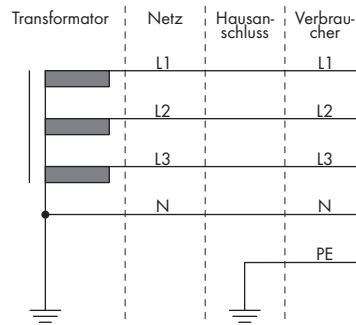 Transformator
Netz
Hausan-
schluss
Verbrau-
cher
L1
L1
L2
L2
L3
L3
N
N
PE